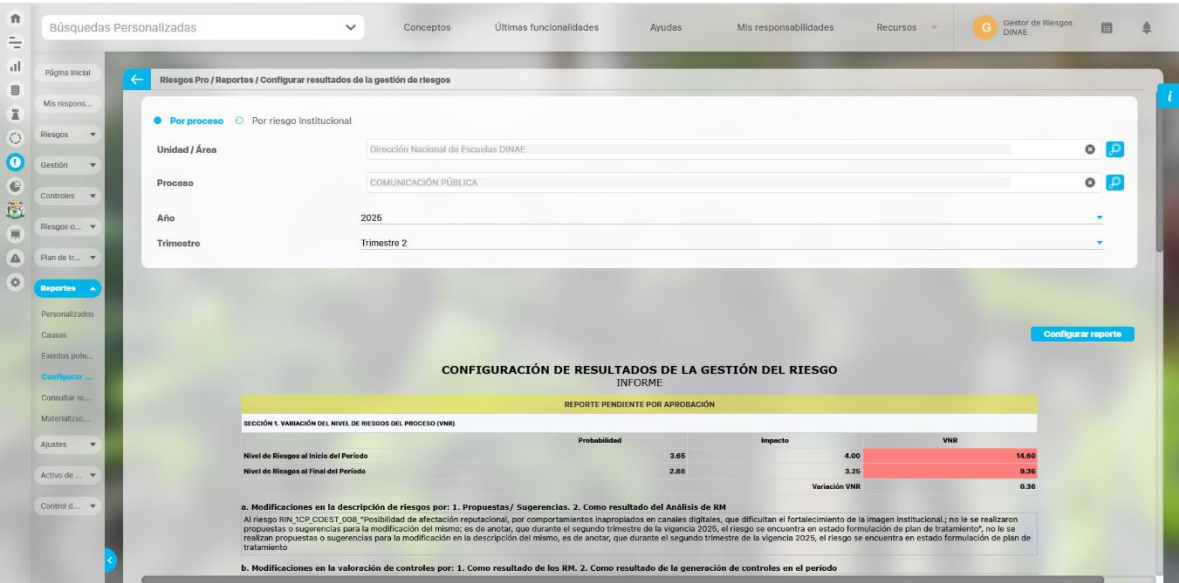 Búsquedas Personalizadas
Conceptos
Últimas funcionalidades
Ayudas
Mis responsabilidades
Recursos
G
Gestor de Riesgos
DINAE
Página Inicial
Mis respons...
Riesgos
Gestión
Controles
Riesgos o...
Plan de tr...
Reportes
Personalizados
Causas
Eventos pote...
Configurar ...
Consultar re...
Materializac...
Ajustes
Activo de ...
Control d...
Riesgos Pro / Reportes / Configurar resultados de la gestión de riesgos
i
Por proceso
Por riesgo institucional
Unidad / Área
Dirección Nacional de Escuelas DINAE
Proceso
COMUNICACIÓN PÚBLICA
Año
2025
Trimestre
Trimestre 2
Configurar reporte
CONFIGURACIÓN DE RESULTADOS DE LA GESTIÓN DEL RIESGO
INFORME
REPORTE PENDIENTE POR APROBACIÓN
SECCIÓN 1. VARIACIÓN DEL NIVEL DE RIESGOS DEL PROCESO (VNR)
Probabilidad Impacto VNR
Nivel de Riesgos al Inicio del Período 3.65 4.00 14.60
Nivel de Riesgos al Final del Período 2.88 3.25 9.36
Variación VNR 0.36
a. Modificaciones en la descripción de riesgos por: 1. Propuestas/ Sugerencias. 2. Como resultado del Análisis de RM
Al riesgo RIN_1CP_COEST_008_"Posibilidad de afectación reputacional, por comportamientos inapropiados en canales digitales, que dificultan el fortalecimiento de la imagen institucional.; no le se realizaron
propuestas o sugerencias para la modificación del mismo; es de anotar, que durante el segundo trimestre de la vigencia 2025, el riesgo se encuentra en estado formulación de plan de tratamiento", no le se
realizan propuestas o sugerencias para la modificación en la descripción del mismo, es de anotar, que durante el segundo trimestre de la vigencia 2025, el riesgo se encuentra en estado formulación de plan de
tratamiento
b. Modificaciones en la valoración de controles por: 1. Como resultado de los RM. 2. Como resultado de la generación de controles en el período